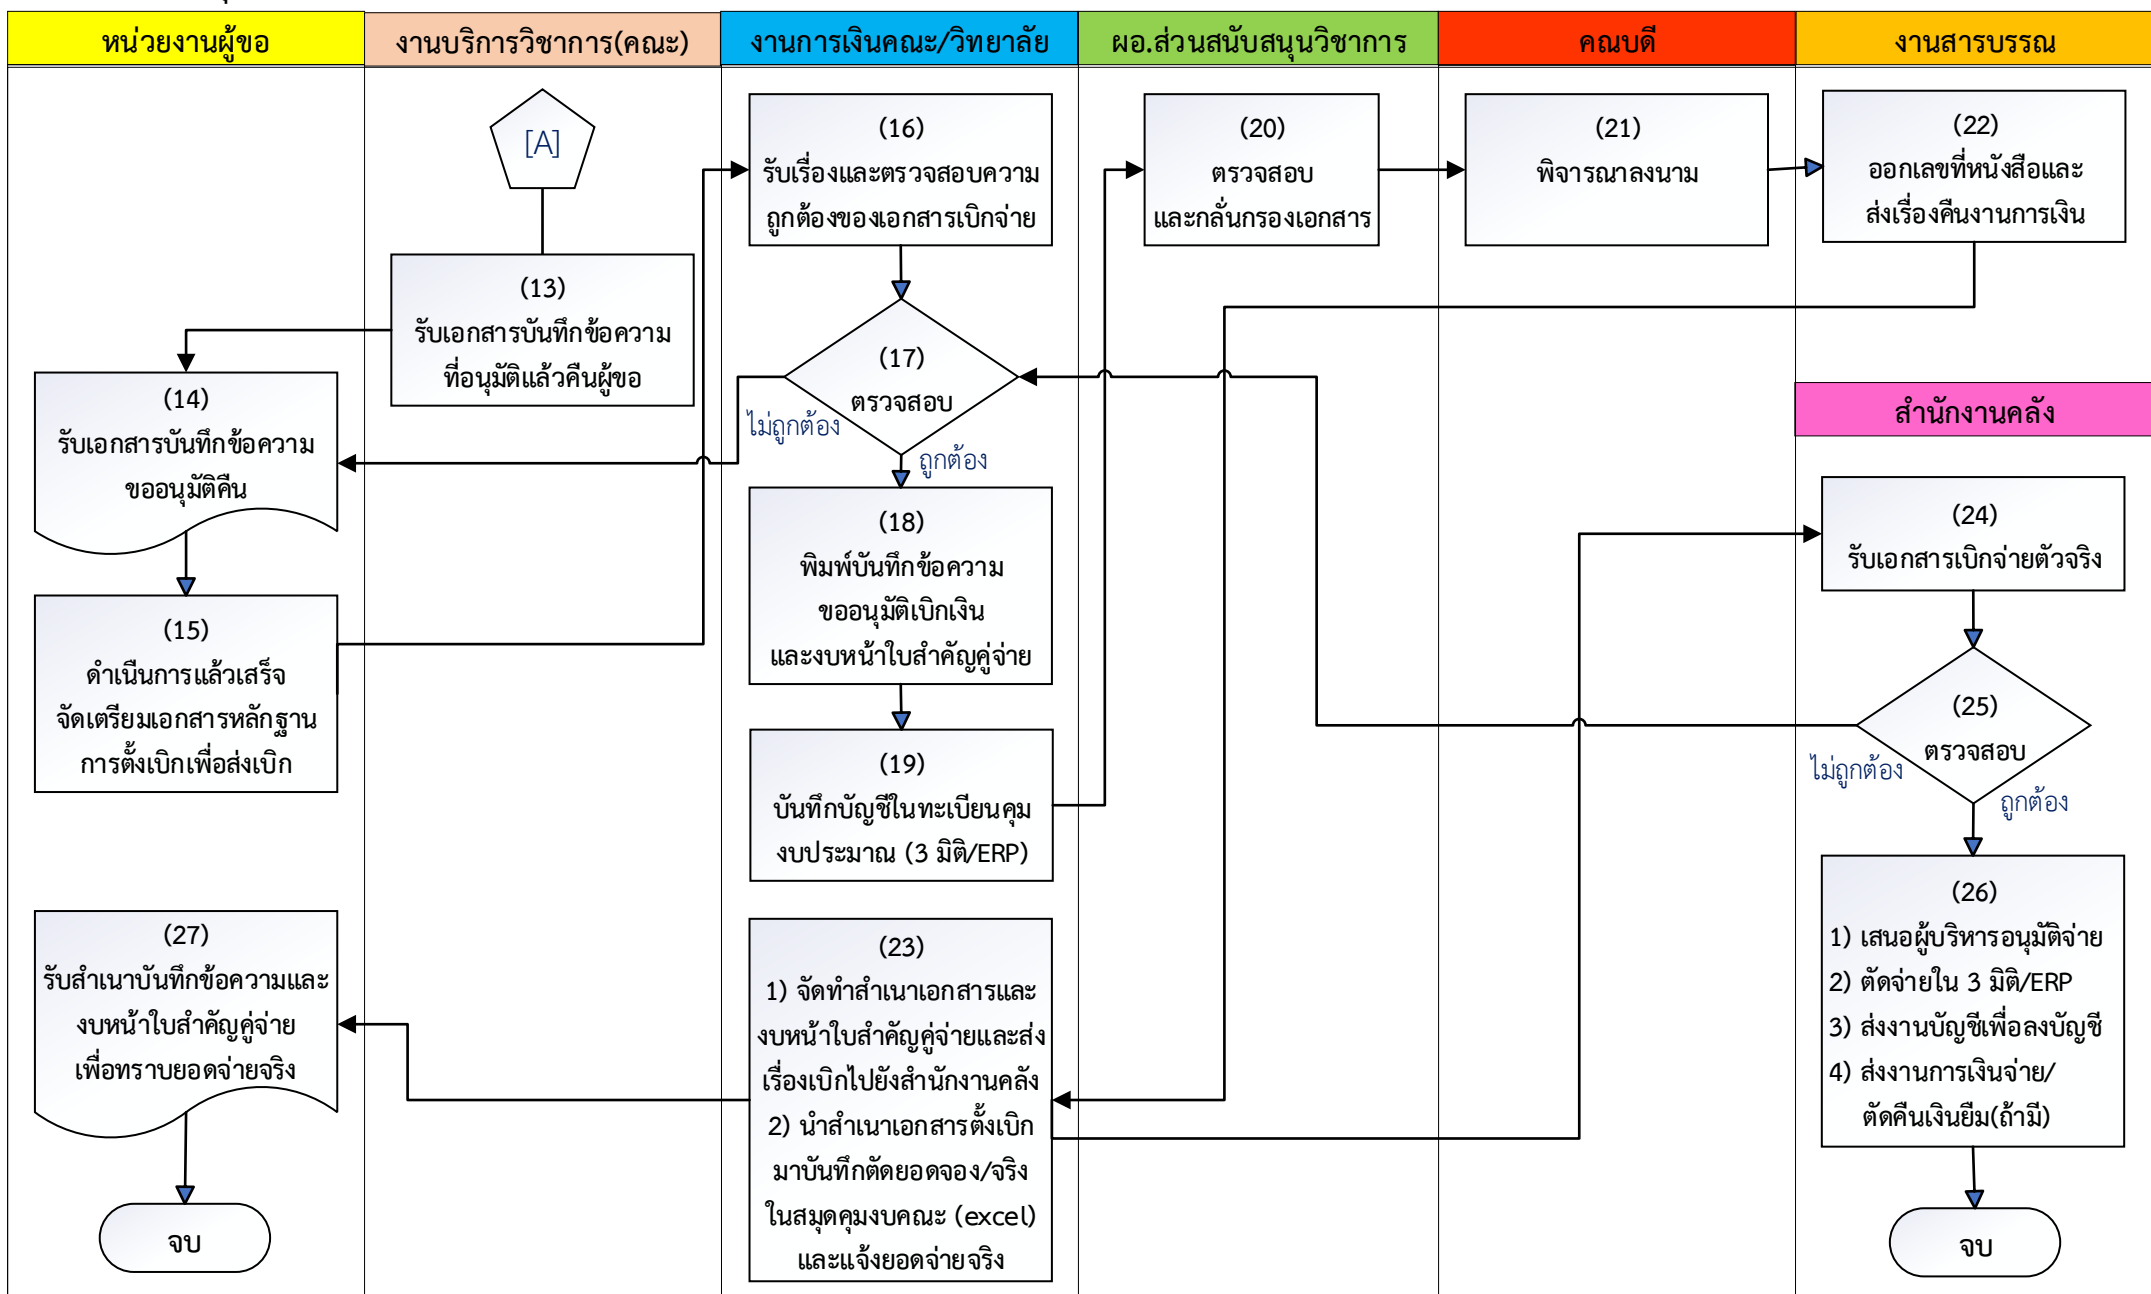 หน่วยงานผู้ขอ
งานบริการวิชาการ(คณะ)
งานการเงินคณะ/วิทยาลัย
ผอ.ส่วนสนับสนุนวิชาการ
คณบดี
งานสารบรรณ
[A]
(13)
รับเอกสารบันทึกข้อความ
ที่อนุมัติแล้วคืนผู้ขอ
(14)
รับเอกสารบันทึกข้อความ
ขออนุมัติคืน
(15)
ดำเนินการแล้วเสร็จ
จัดเตรียมเอกสารหลักฐาน
การตั้งเบิกเพื่อส่งเบิก
(16)
รับเรื่องและตรวจสอบความ
ถูกต้องของเอกสารเบิกจ่าย
(17)
ตรวจสอบ
ไม่ถูกต้อง
ถูกต้อง
(18)
พิมพ์บันทึกข้อความ
ขออนุมัติเบิกเงิน
และงบหน้าใบสำคัญคู่จ่าย
(19)
บันทึกบัญชีในทะเบียนคุม
งบประมาณ (3 มิติ/ERP)
(20)
ตรวจสอบ
และกลั่นกรองเอกสาร
(21)
พิจารณาลงนาม
(22)
ออกเลขที่หนังสือและ
ส่งเรื่องคืนงานการเงิน
(23)
1) จัดทำสำเนาเอกสารและ
งบหน้าใบสำคัญคู่จ่ายและส่ง
เรื่องเบิกไปยังสำนักงานคลัง
2) นำสำเนาเอกสารตั้งเบิก
มาบันทึกตัดยอดจอง/จริง
ในสมุดคุมงบคณะ (excel)
และแจ้งยอดจ่ายจริง
สำนักงานคลัง
(24)
รับเอกสารเบิกจ่ายตัวจริง
(25)
ตรวจสอบ
ไม่ถูกต้อง
ถูกต้อง
(26)
1) เสนอผู้บริหารอนุมัติจ่าย
2) ตัดจ่ายใน 3 มิติ/ERP
3) ส่งงานบัญชีเพื่อลงบัญชี
4) ส่งงานการเงินจ่าย/
ตัดคืนเงินยืม(ถ้ามี)
จบ
(27)
รับสำเนาบันทึกข้อความและ
งบหน้าใบสำคัญคู่จ่าย
เพื่อทราบยอดจ่ายจริง
จบ